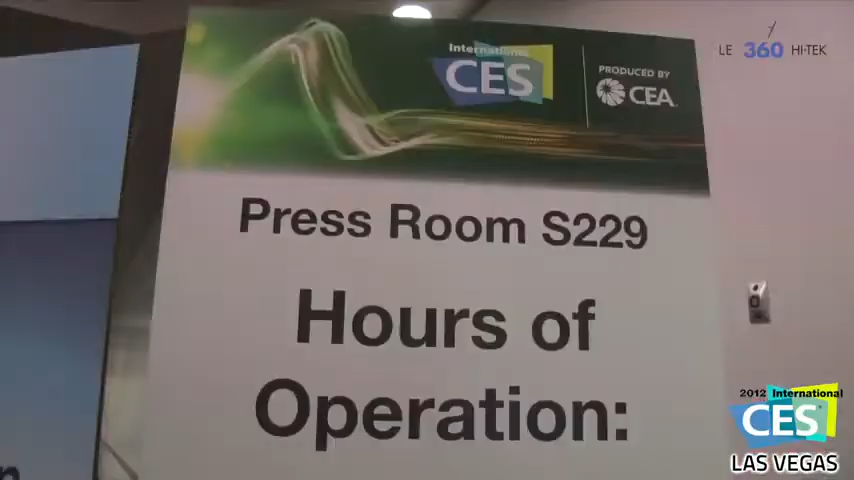 International
CES
PRODUCED BY
CEA
LE 360 HI-TEK
Press Room S229
Hours of
Operation:
2012 International
CES
LAS VEGAS